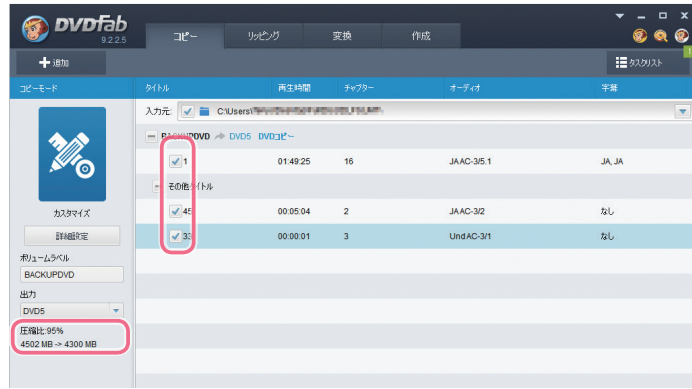 DVDFab
9.2.2.5
コピー リッピング 変換 作成
追加
タスクリスト
コピーモード タイトル 再生時間 チャプター オーディオ 字幕
入力元: C:\Users\
BACKUPDVD DVD5 DVDコピー
1 01:49:25 16 JA AC-3/5.1 JA, JA
その他タイトル
カスタマイズ 45 00:05:04 2 JA AC-3/2 なし
詳細設定 33 00:00:01 3 Und AC-3/1 なし
ボリュームラベル
BACKUPDVD
出力
DVD5
圧縮比:95%
4502 MB -> 4300 MB